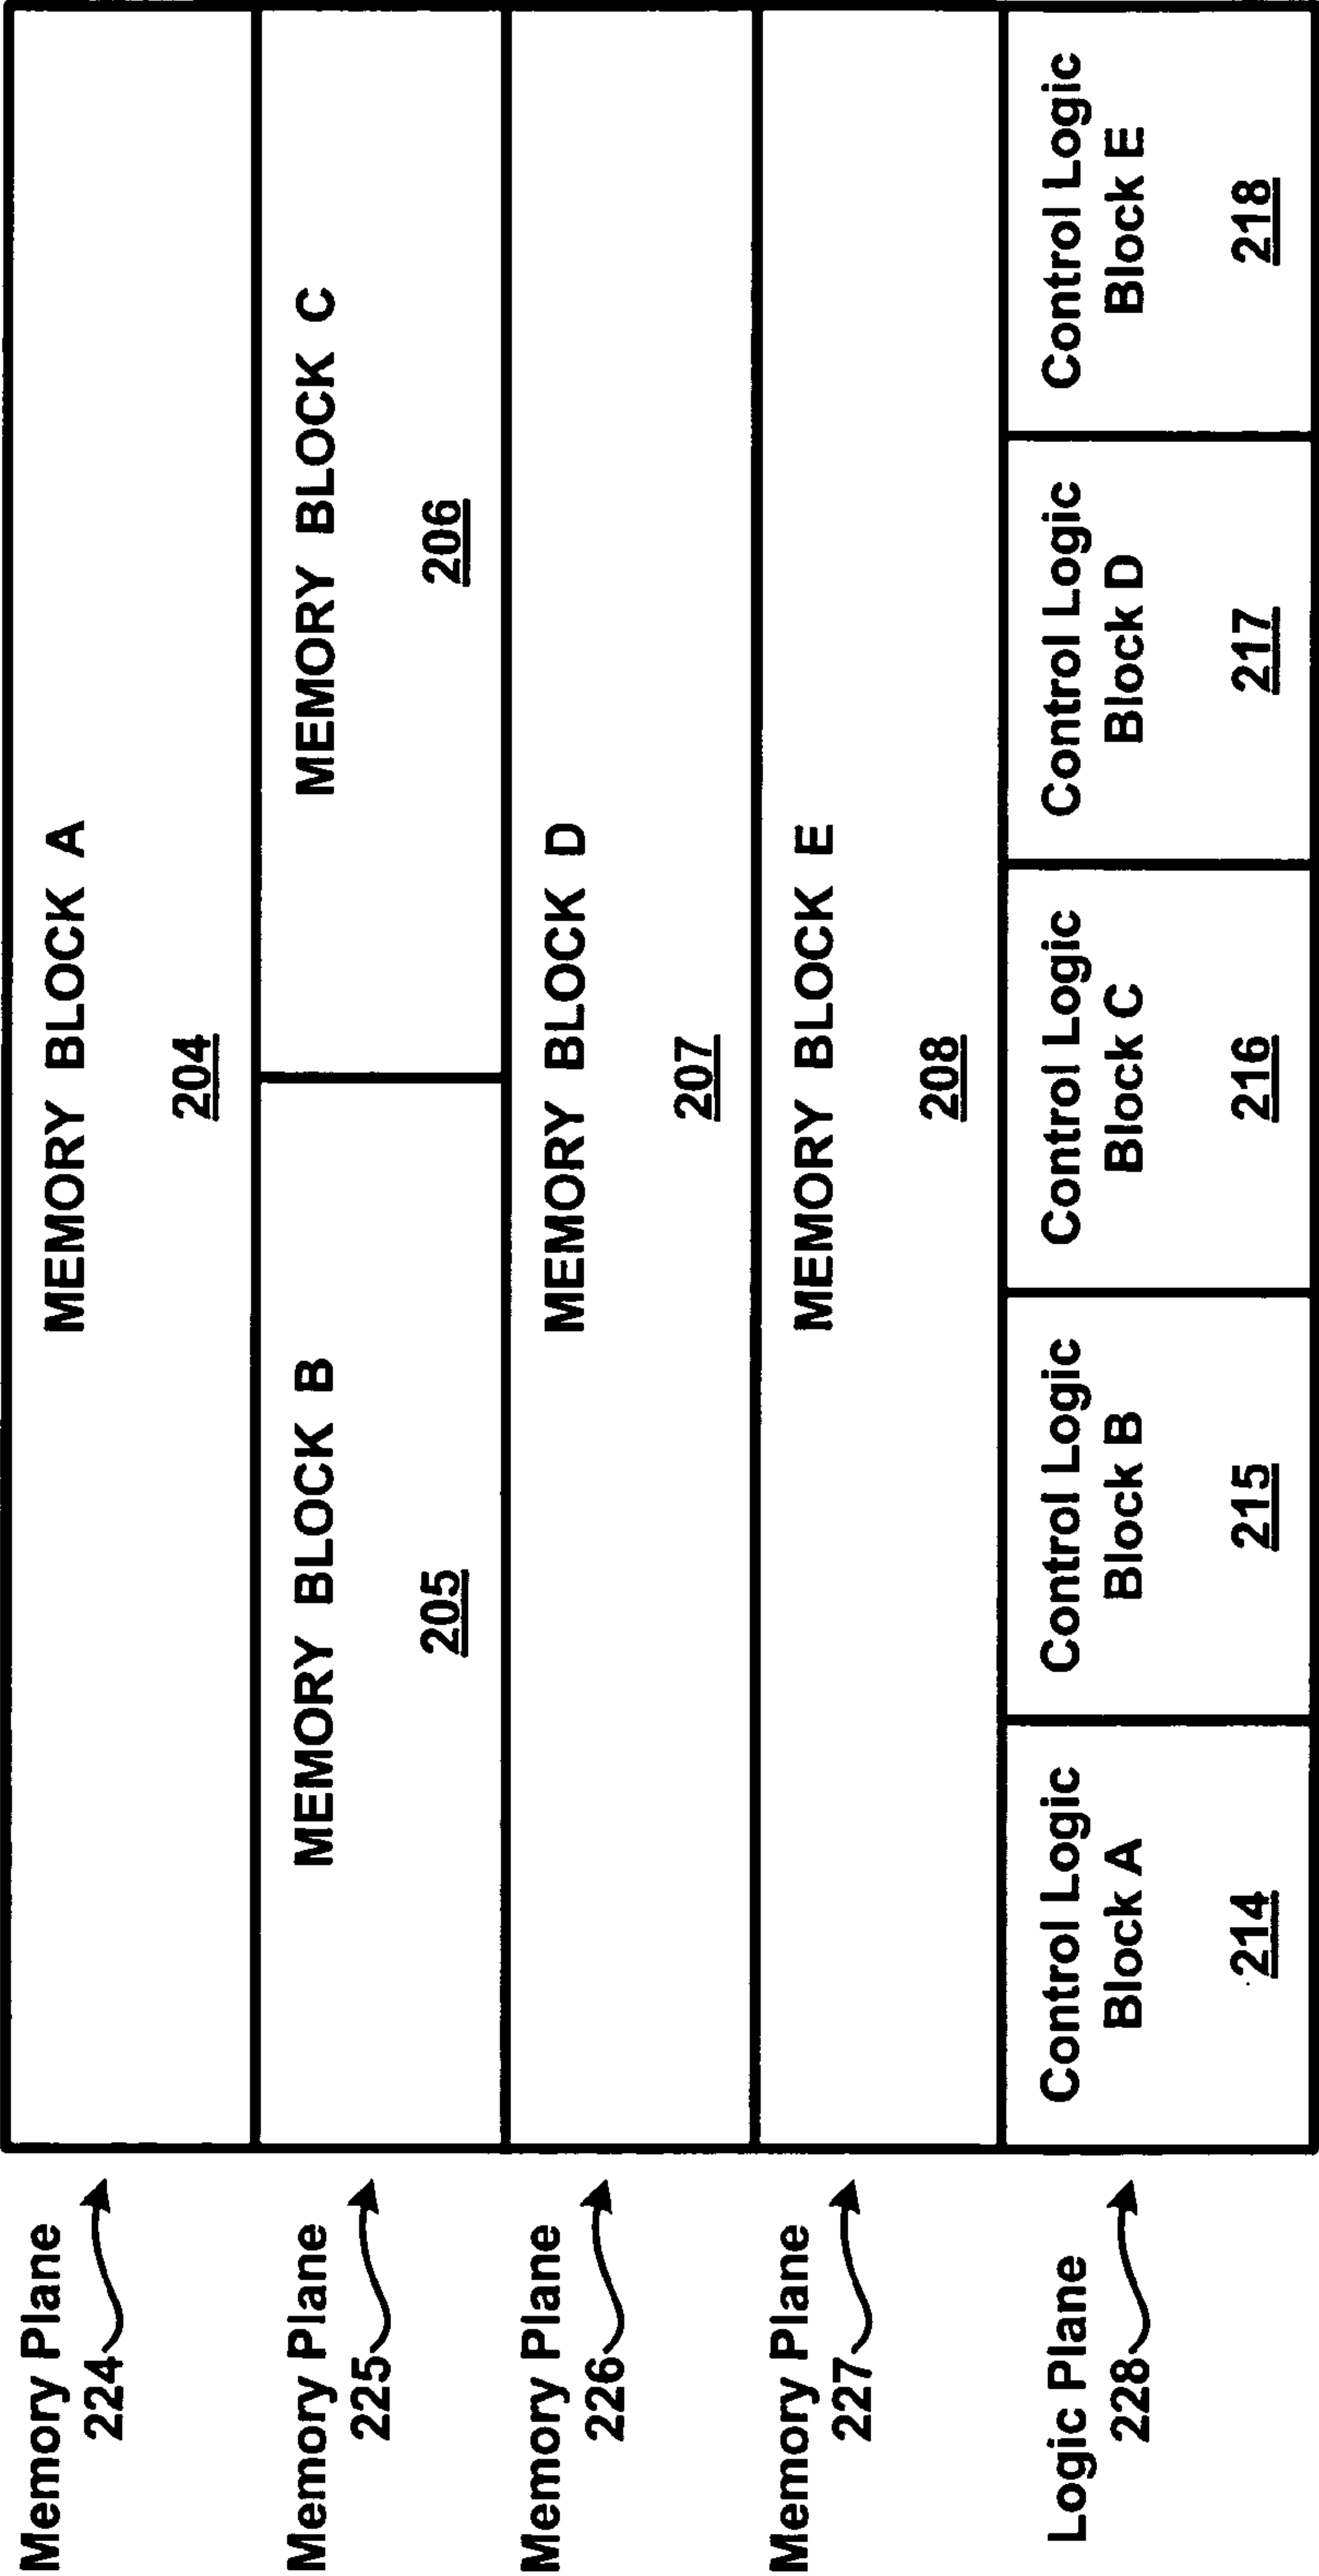 Memory Plane
224
MEMORY BLOCK A
204
Memory Plane
225
MEMORY BLOCK B
205
MEMORY BLOCK C
206
Memory Plane
226
MEMORY BLOCK D
207
Memory Plane
227
MEMORY BLOCK E
208
Logic Plane
228
Control Logic
Block A
214
Control Logic
Block B
215
Control Logic
Block C
216
Control Logic
Block D
217
Control Logic
Block E
218